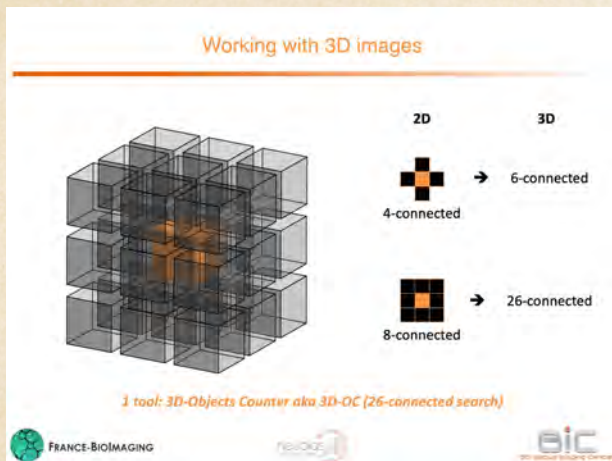 Working with 3D images
2D 3D
➔ 6-connected
4-connected
➔ 26-connected
8-connected
1 tool: 3D-Objects Counter aka 3D-OC (26-connected search)
FRANCE-BIOIMAGING
BIC